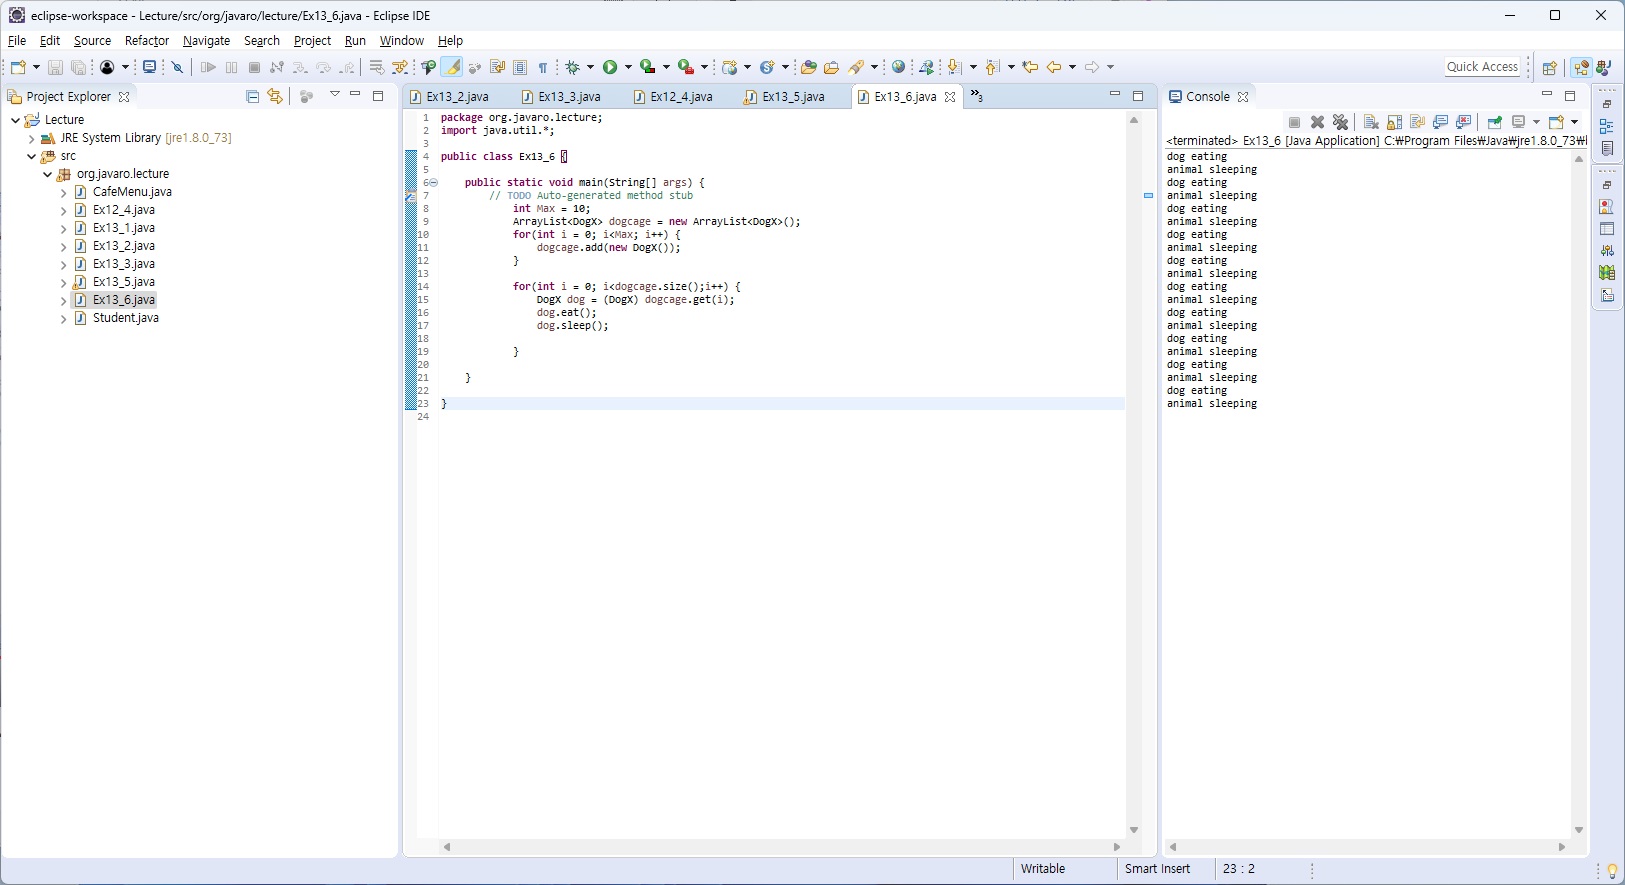 eclipse-workspace - Lecture/src/org/javaro/lecture/Ex13_6.java - Eclipse IDE
File Edit Source Refactor Navigate Search Project Run Window Help
Quick Access
Project Explorer
Lecture
JRE System Library [jre1.8.0_73]
src
org.javaro.lecture
CafeMenu.java
Ex12_4.java
Ex13_1.java
Ex13_2.java
Ex13_3.java
Ex13_5.java
Ex13_6.java
Student.java
Ex13_2.java Ex13_3.java Ex12_4.java Ex13_5.java Ex13_6.java »3
1 package org.javaro.lecture;
2 import java.util.*;
3
4 public class Ex13_6 {
5
6 public static void main(String[] args) {
7 // TODO Auto-generated method stub
8 int Max = 10;
9 ArrayList<DogX> dogcage = new ArrayList<DogX>();
10 for(int i = 0; i<Max; i++) {
11 dogcage.add(new DogX());
12 }
13
14 for(int i = 0; i<dogcage.size();i++) {
15 DogX dog = (DogX) dogcage.get(i);
16 dog.eat();
17 dog.sleep();
18
19 }
20
21 }
22
23 }
24
Console
<terminated> Ex13_6 [Java Application] C:₩Program Files₩Java₩jre1.8.0_73₩
dog eating
animal sleeping
dog eating
animal sleeping
dog eating
animal sleeping
dog eating
animal sleeping
dog eating
animal sleeping
dog eating
animal sleeping
dog eating
animal sleeping
dog eating
animal sleeping
dog eating
animal sleeping
dog eating
animal sleeping
Writable Smart Insert 23 : 2